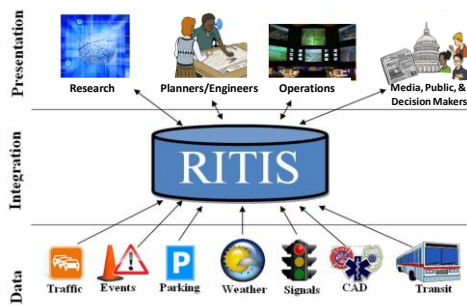 Presentation
Research
Planners/Engineers
Operations
Media, Public, &
Decision Makers
Integration
RITIS
Data
Traffic
Events
Parking
P
Weather
Signals
CAD
Transit